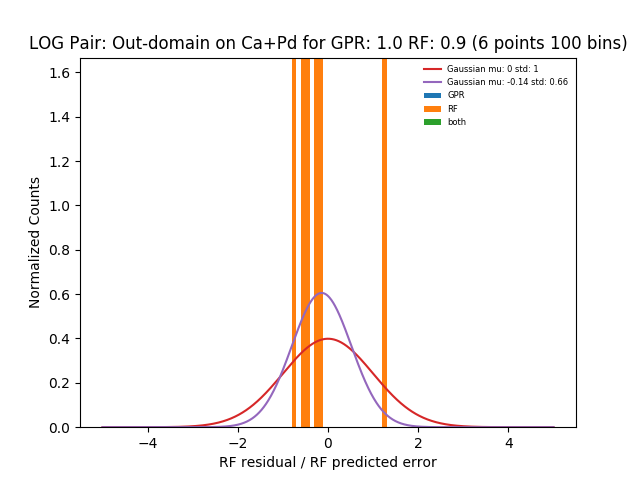 LOG Pair: Out-domain on Ca+Pd for GPR: 1.0 RF: 0.9 (6 points 100 bins)
Gaussian mu: 0 std: 1
Gaussian mu: -0.14 std: 0.66
GPR
RF
both
Normalized Counts
1.6
1.4
1.2
1.0
0.8
0.6
0.4
0.2
0.0
−4 −2 0 2 4
RF residual / RF predicted error